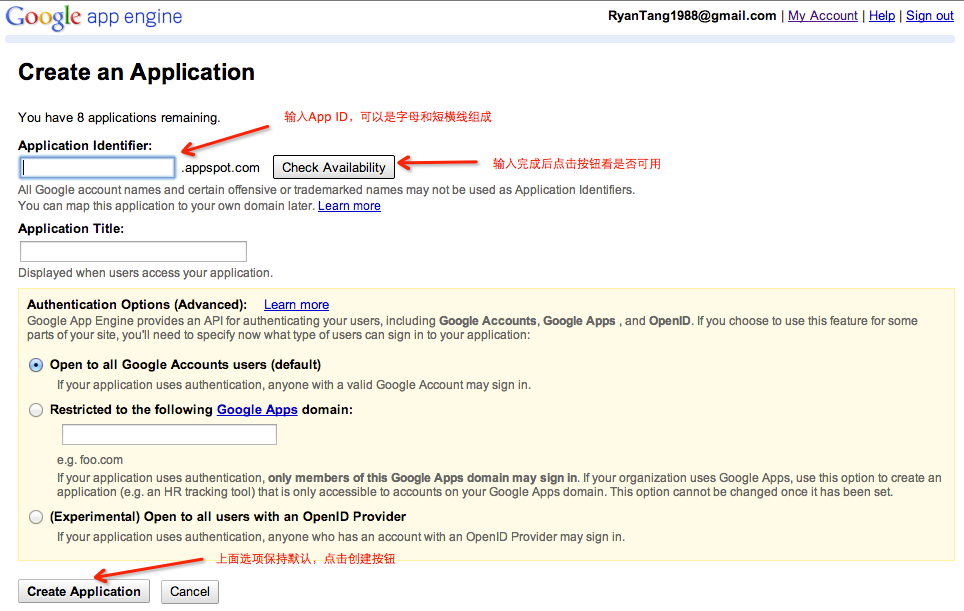 Google app engine
RyanTang1988@gmail.com | My Account | Help | Sign out
Create an Application
You have 8 applications remaining.
输入App ID，可以是字母和短横线组成
Application Identifier:
.appspot.com
Check Availability
输入完成后点击按钮看是否可用
All Google account names and certain offensive or trademarked names may not be used as Application Identifiers.
You can map this application to your own domain later. Learn more
Application Title:
Displayed when users access your application.
Authentication Options (Advanced): Learn more
Google App Engine provides an API for authenticating your users, including Google Accounts, Google Apps , and OpenID. If you choose to use this feature for some
parts of your site, you'll need to specify now what type of users can sign in to your application:
Open to all Google Accounts users (default)
If your application uses authentication, anyone with a valid Google Account may sign in.
Restricted to the following Google Apps domain:
e.g. foo.com
If your application uses authentication, only members of this Google Apps domain may sign in. If your organization uses Google Apps, use this option to create an
application (e.g. an HR tracking tool) that is only accessible to accounts on your Google Apps domain. This option cannot be changed once it has been set.
(Experimental) Open to all users with an OpenID Provider
If your application uses authentication, anyone who has an account with an OpenID Provider may sign in.
上面选项保持默认，点击创建按钮
Create Application
Cancel